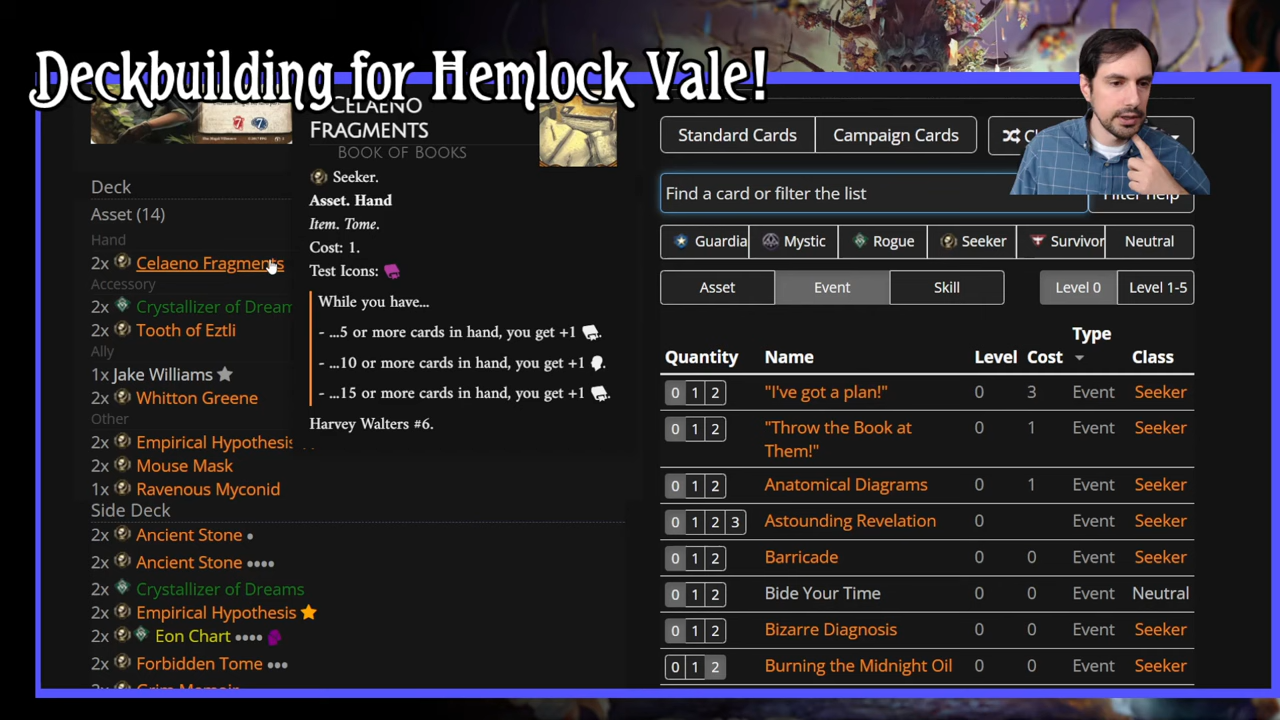 Deckbuilding for Hemlock Vale!
CELAENO
FRAGMENTS
BOOK OF BOOKS
Seeker.
Asset. Hand
Item. Tome.
Cost: 1.
Test Icons:
While you have...
- ...5 or more cards in hand, you get +1 .
- ...10 or more cards in hand, you get +1 .
- ...15 or more cards in hand, you get +1 .
Harvey Walters #6.
7 7
Deck
Asset (14)
Hand
2x Celaeno Fragments
Accessory
2x Crystallizer of Dream
2x Tooth of Eztli
Ally
1x Jake Williams
2x Whitton Greene
Other
2x Empirical Hypothesis
2x Mouse Mask
1x Ravenous Myconid
Side Deck
2x Ancient Stone
2x Ancient Stone
2x Crystallizer of Dreams
2x Empirical Hypothesis
2x Eon Chart
2x Forbidden Tome
Standard Cards Campaign Cards
Find a card or filter the list
Filter help
Guardia Mystic Rogue Seeker Survivor Neutral
Asset Event Skill Level 0 Level 1-5
Quantity Name Level Cost Type Class
0 1 2 "I've got a plan!" 0 3 Event Seeker
0 1 2 "Throw the Book at 0 1 Event Seeker
Them!"
0 1 2 Anatomical Diagrams 0 1 Event Seeker
0 1 2 3 Astounding Revelation 0 Event Seeker
0 1 2 Barricade 0 0 Event Seeker
0 1 2 Bide Your Time 0 0 Event Neutral
0 1 2 Bizarre Diagnosis 0 0 Event Seeker
0 1 2 Burning the Midnight Oil 0 0 Event Seeker